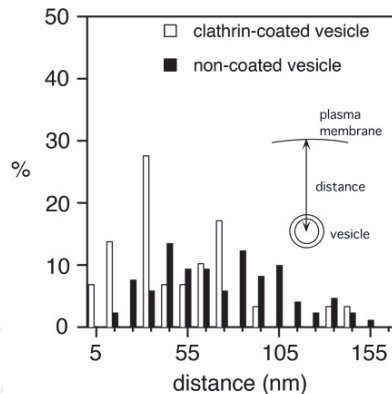 50
40
30
20
10
0
%
clathrin-coated vesicle
non-coated vesicle
plasma
membrane
distance
vesicle
5 55 105 155
distance (nm)